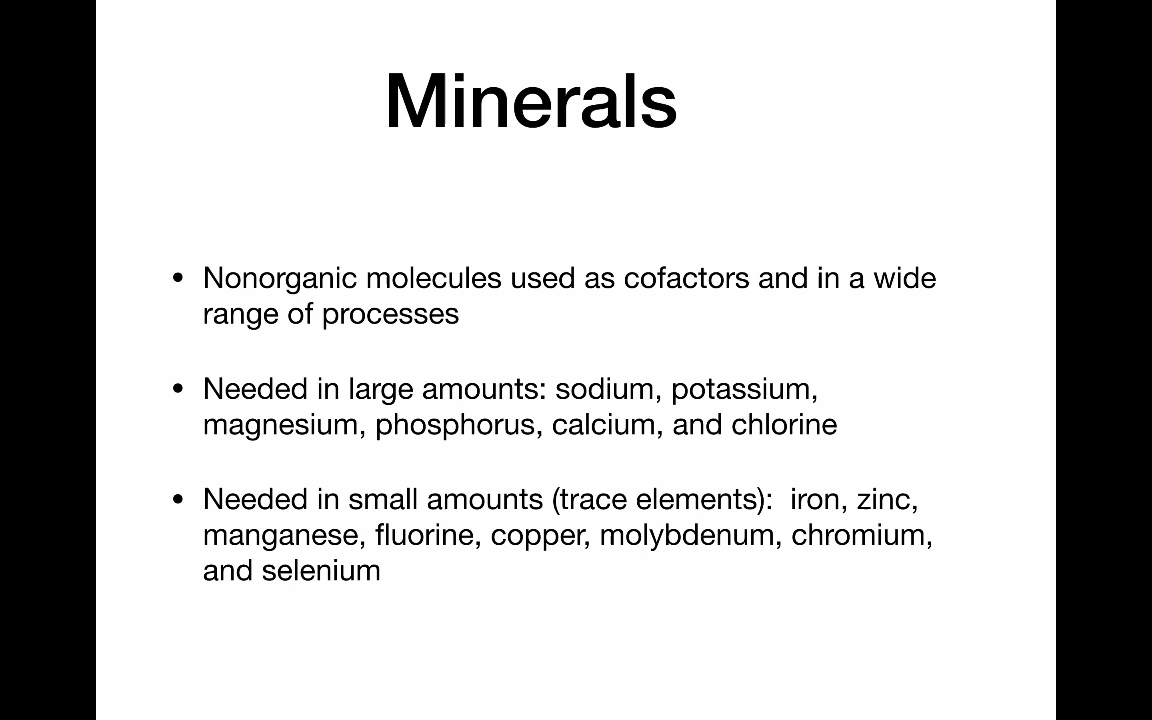 Minerals
• Nonorganic molecules used as cofactors and in a wide
range of processes
• Needed in large amounts: sodium, potassium,
magnesium, phosphorus, calcium, and chlorine
• Needed in small amounts (trace elements):  iron, zinc,
manganese, fluorine, copper, molybdenum, chromium,
and selenium